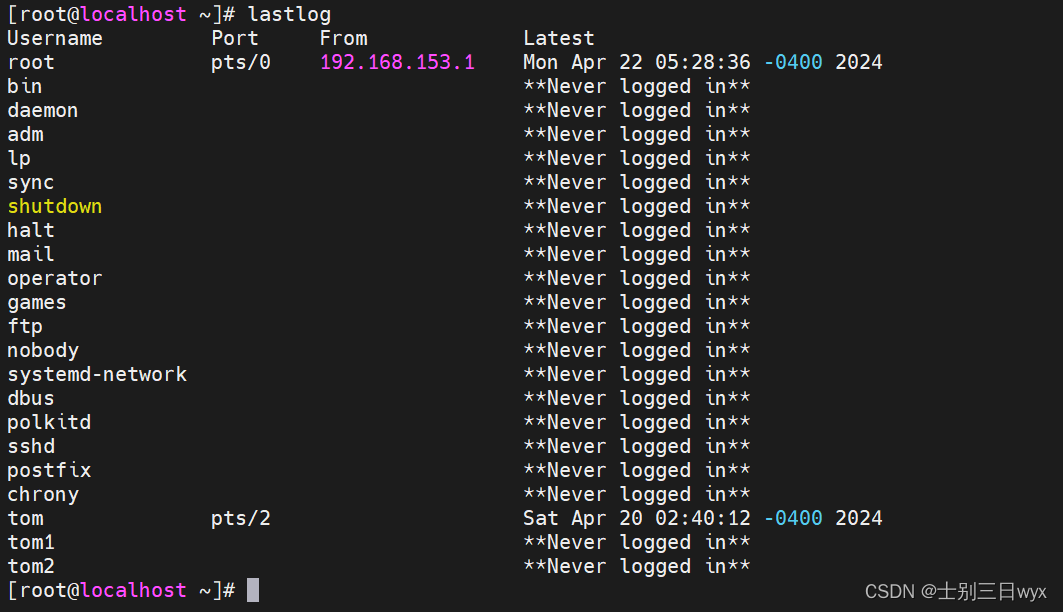 [root@localhost ~]# lastlog
Username         Port     From             Latest
root             pts/0    192.168.153.1    Mon Apr 22 05:28:36 -0400 2024
bin                                        **Never logged in**
daemon                                     **Never logged in**
adm                                        **Never logged in**
lp                                         **Never logged in**
sync                                       **Never logged in**
shutdown                                   **Never logged in**
halt                                       **Never logged in**
mail                                       **Never logged in**
operator                                   **Never logged in**
games                                      **Never logged in**
ftp                                        **Never logged in**
nobody                                     **Never logged in**
systemd-network                            **Never logged in**
dbus                                       **Never logged in**
polkitd                                    **Never logged in**
sshd                                       **Never logged in**
postfix                                    **Never logged in**
chrony                                     **Never logged in**
tom              pts/2                     Sat Apr 20 02:40:12 -0400 2024
tom1                                       **Never logged in**
tom2                                       **Never logged in**
[root@localhost ~]#
CSDN @士别三日wyx